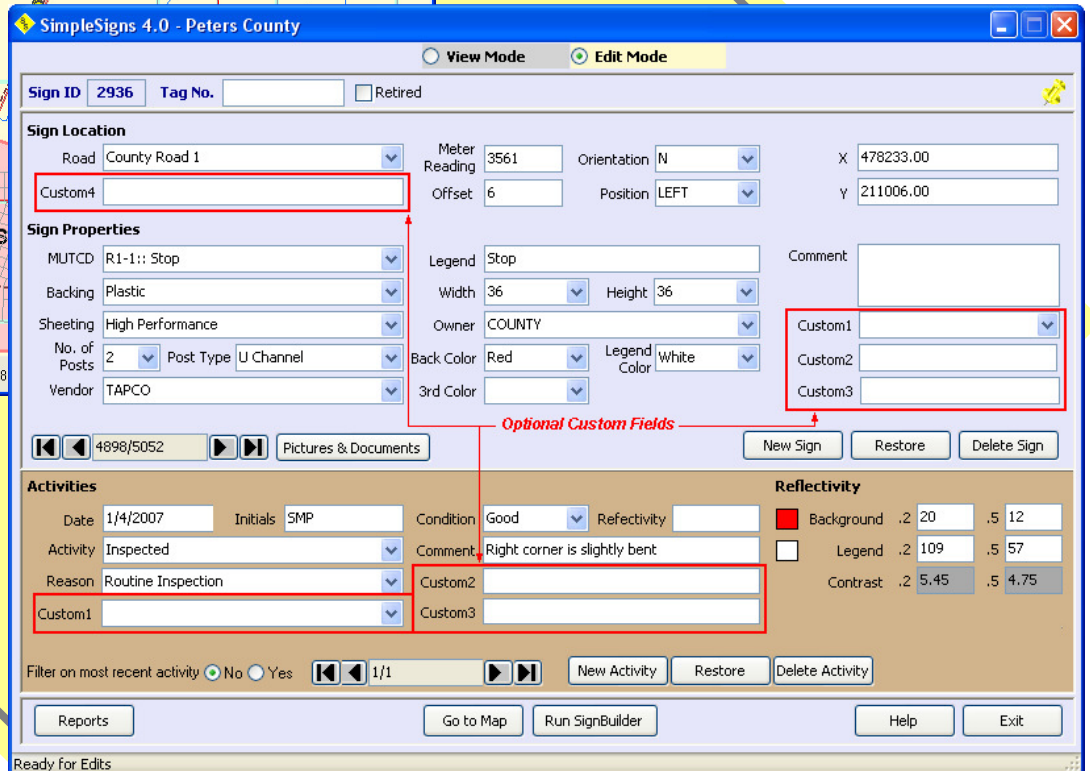 SimpleSigns 4.0 - Peters County
View Mode Edit Mode
Sign ID 2936 Tag No. Retired
Sign Location
Road County Road 1 Meter Reading 3561 Orientation N X 478233.00
Custom4 Offset 6 Position LEFT Y 211006.00
Sign Properties
MUTCD R1-1:: Stop Legend Stop Comment
Backing Plastic Width 36 Height 36
Sheeting High Performance Owner COUNTY Custom1
No. of Posts 2 Post Type U Channel Back Color Red Legend Color White Custom2
Vendor TAPCO 3rd Color Custom3
Optional Custom Fields
4898/5052 Pictures & Documents New Sign Restore Delete Sign
Activities Reflectivity
Date 1/4/2007 Initials SMP Condition Good Refectivity Background .2 20 .5 12
Activity Inspected Comment Right corner is slightly bent Legend .2 109 .5 57
Reason Routine Inspection Custom2 Contrast .2 5.45 .5 4.75
Custom1 Custom3
Filter on most recent activity No Yes 1/1 New Activity Restore Delete Activity
Reports Go to Map Run SignBuilder Help Exit
Ready for Edits